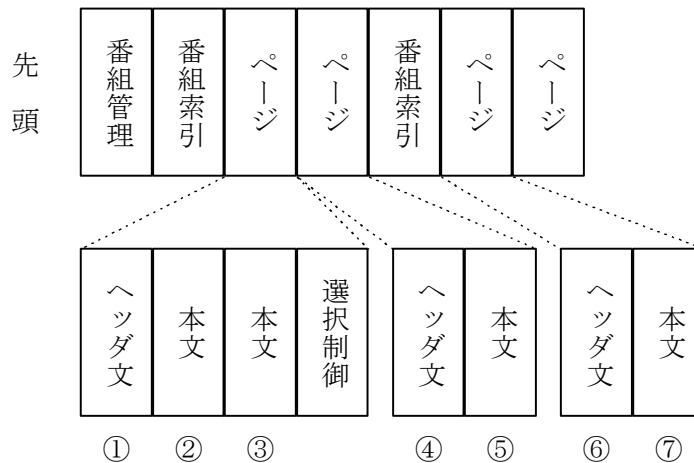 先頭
番組管理
番組索引
ページ
ページ
番組索引
ページ
ページ
ヘッダ文
本文
本文
選択制御
ヘッダ文
本文
ヘッダ文
本文
① ② ③ ④ ⑤ ⑥ ⑦